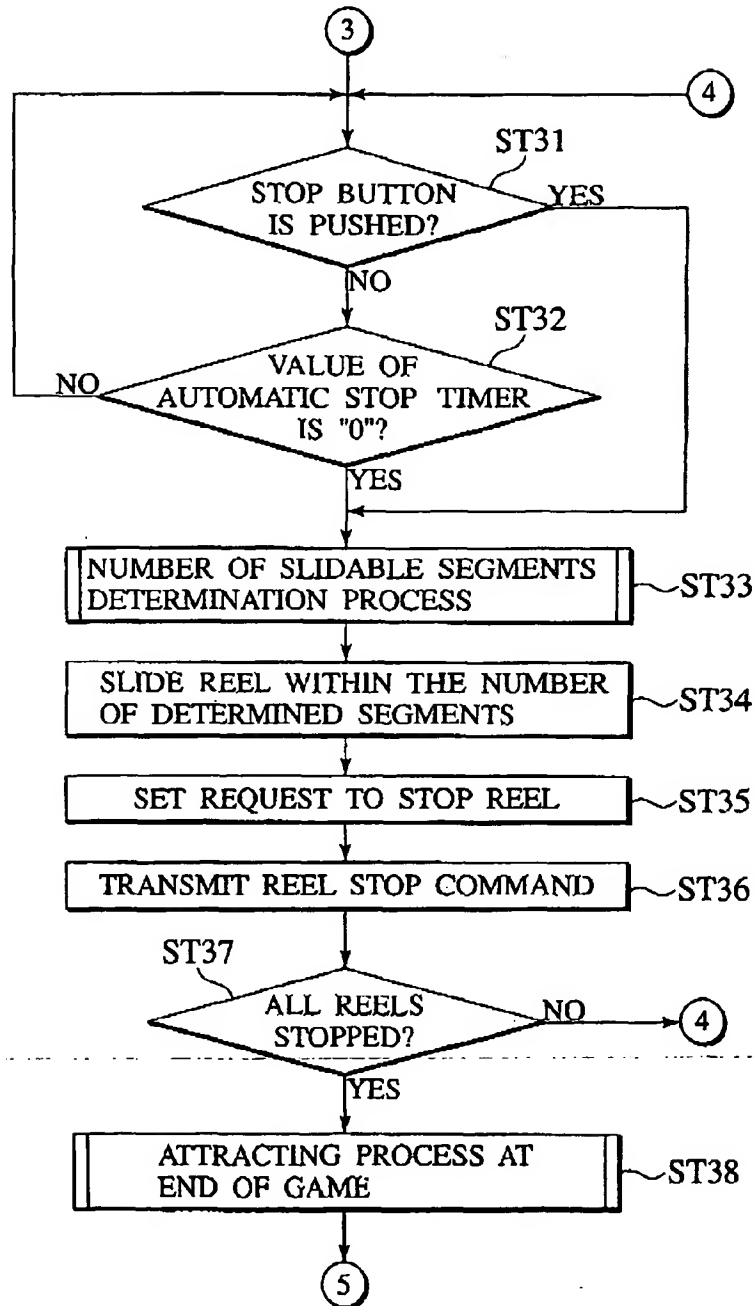 3
4
ST31
STOP BUTTON
IS PUSHED?
YES
NO
ST32
VALUE OF
AUTOMATIC STOP TIMER
IS "0"?
NO
YES
NUMBER OF SLIDABLE SEGMENTS
DETERMINATION PROCESS
ST33
SLIDE REEL WITHIN THE NUMBER
OF DETERMINED SEGMENTS
ST34
SET REQUEST TO STOP REEL
ST35
TRANSMIT REEL STOP COMMAND
ST36
ST37
ALL REELS
STOPPED?
NO
4
YES
ATTRACTING PROCESS AT
END OF GAME
ST38
5